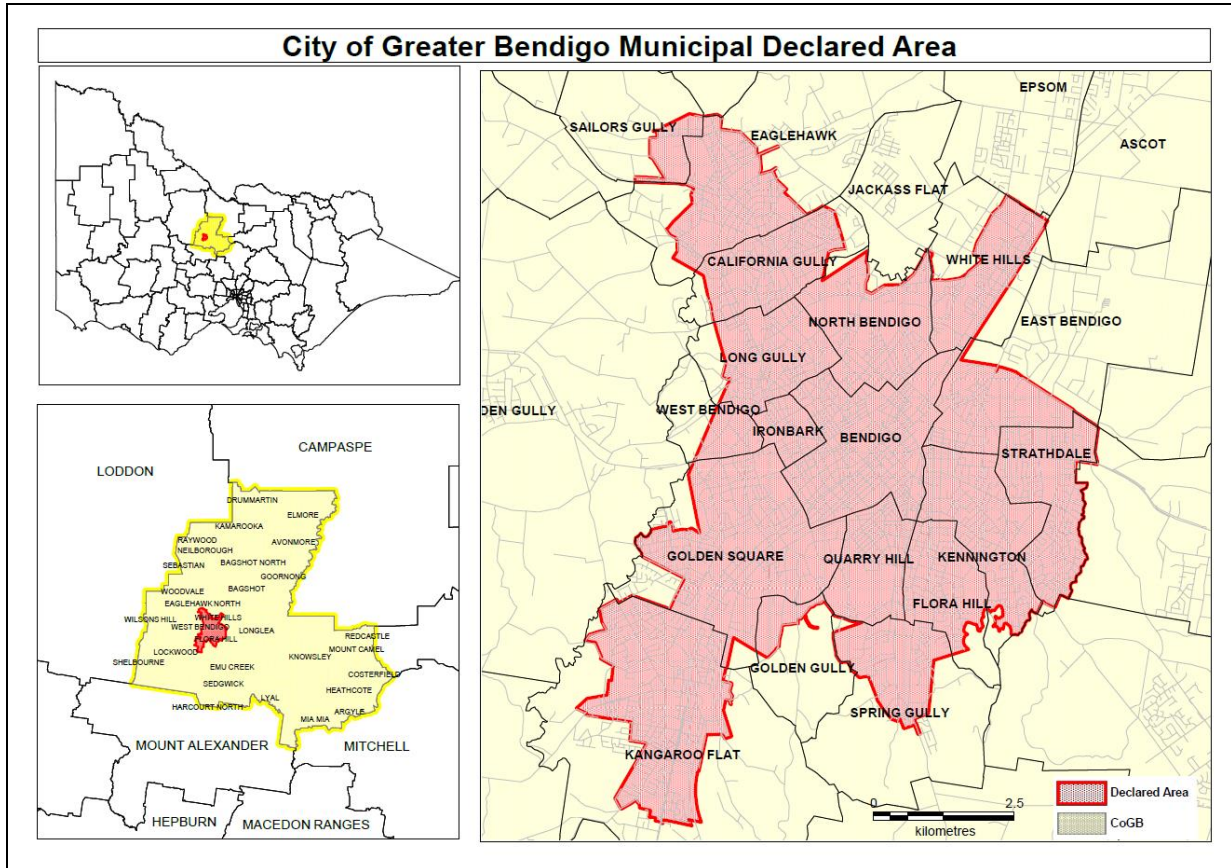 City of Greater Bendigo Municipal Declared Area
LODDON
CAMPASPE
DRUMMARTIN
ELMORE
KAMAROOKA
RAYWOOD
AVONMORE
NEILBOROUGH
BAGSHOT NORTH
SEBASTIAN
GOORNONG
WOODVALE
BAGSHOT
EAGLEHAWK NORTH
WILSONS HILL
WHITE HILLS
WEST BENDIGO
LONGLEA
FLORA HILL
REDCASTLE
MOUNT CAMEL
LOCKWOOD
KNOWSLEY
SHELBOURNE
EMU CREEK
COSTERFIELD
SEDGWICK
HEATHCOTE
LYAL
HARCOURT NORTH
ARGYLE
MIA MIA
MOUNT ALEXANDER
MITCHELL
HEPBURN
MACEDON RANGES
EPSOM
SAILORS GULLY
EAGLEHAWK
ASCOT
JACKASS FLAT
CALIFORNIA GULLY
WHITE HILLS
NORTH BENDIGO
EAST BENDIGO
LONG GULLY
DEN GULLY
WEST BENDIGO
IRONBARK
BENDIGO
STRATHDALE
GOLDEN SQUARE
QUARRY HILL
KENNINGTON
FLORA HILL
GOLDEN GULLY
SPRING GULLY
KANGAROO FLAT
0 2.5
kilometres
Declared Area
CoGB